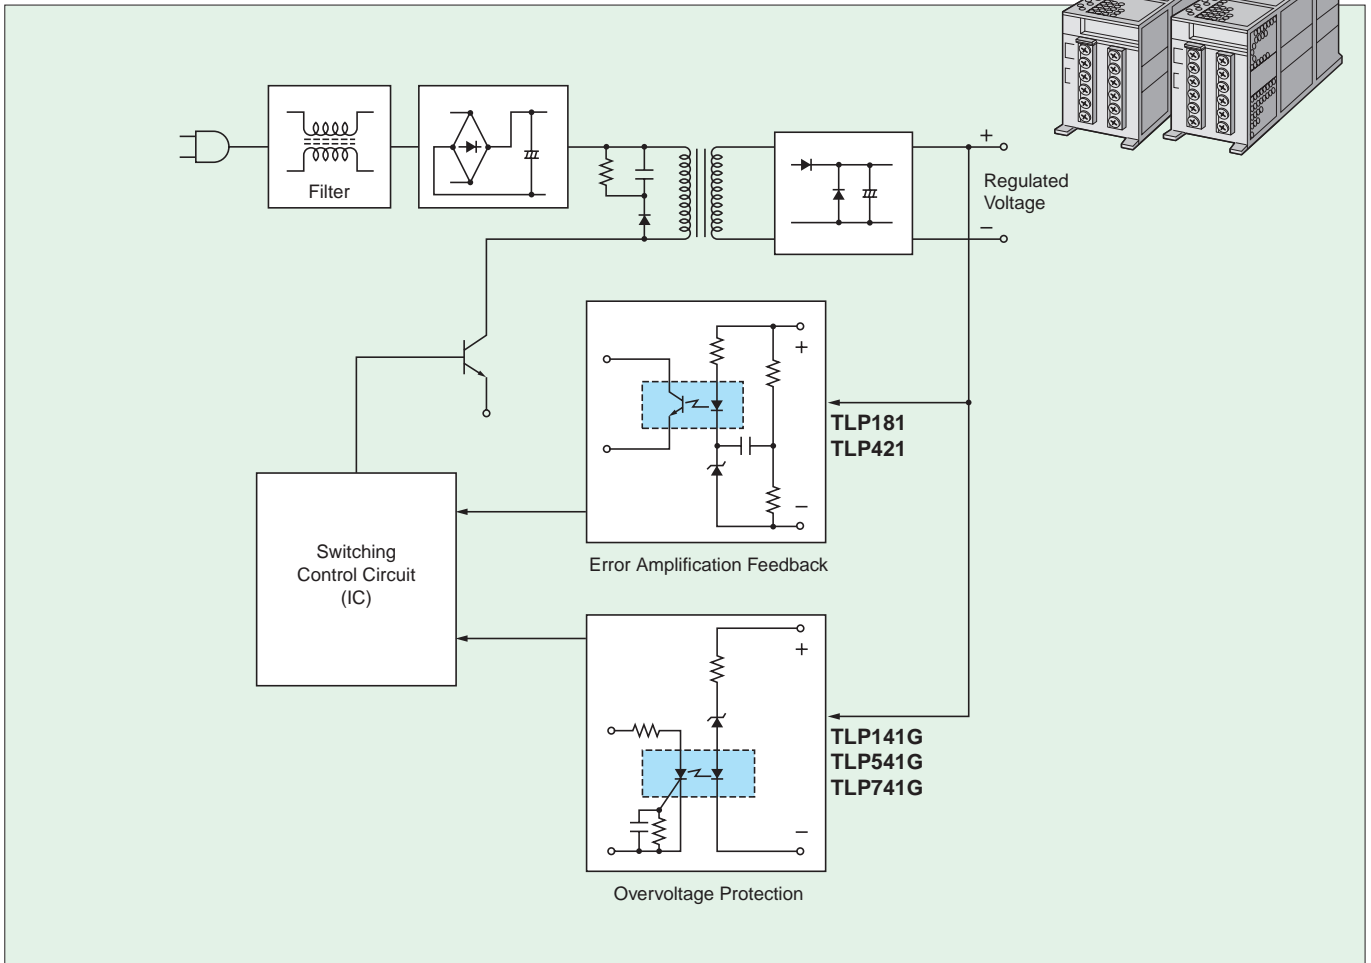 Filter
+
Regulated
Voltage
−
+
TLP181
TLP421
−
Error Amplification Feedback
Switching
Control Circuit
(IC)
+
TLP141G
TLP541G
TLP741G
−
Overvoltage Protection